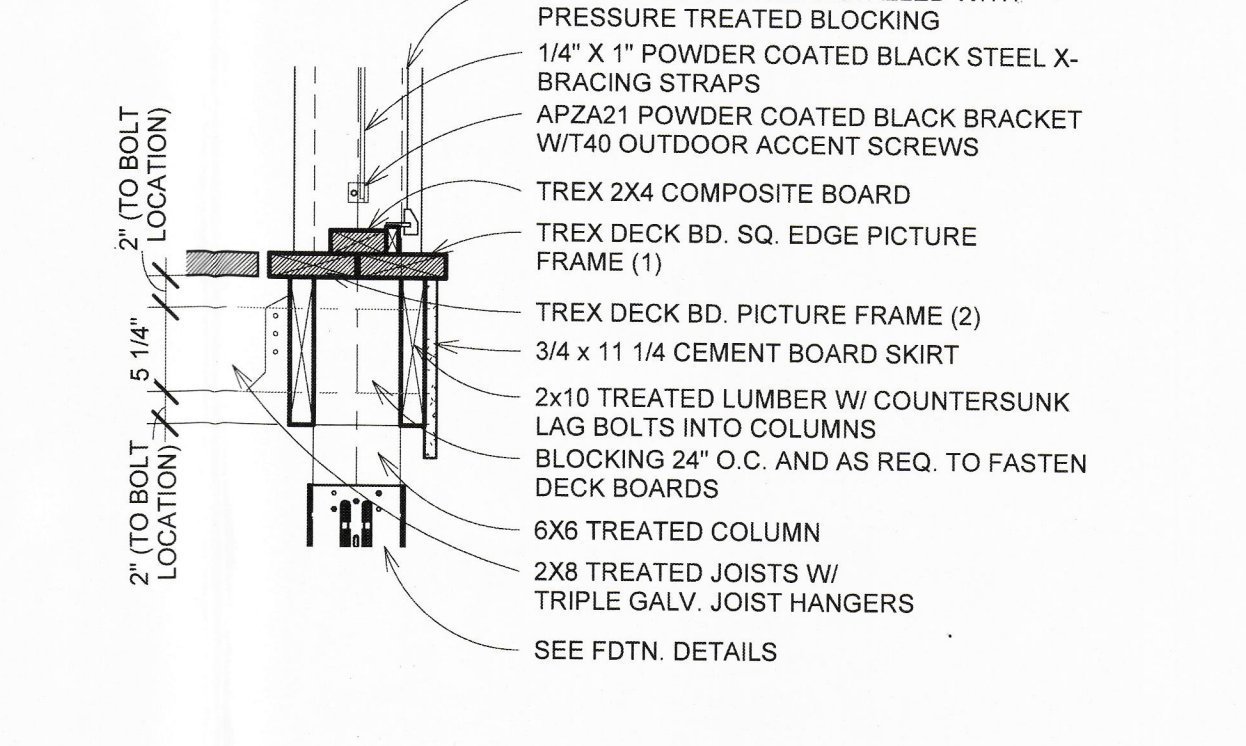 PRESSURE TREATED BLOCKING
1/4" X 1" POWDER COATED BLACK STEEL X-
BRACING STRAPS
APZA21 POWDER COATED BLACK BRACKET
W/T40 OUTDOOR ACCENT SCREWS
TREX 2X4 COMPOSITE BOARD
TREX DECK BD. SQ. EDGE PICTURE
FRAME (1)
TREX DECK BD. PICTURE FRAME (2)
3/4 x 11 1/4 CEMENT BOARD SKIRT
2x10 TREATED LUMBER W/ COUNTERSUNK
LAG BOLTS INTO COLUMNS
BLOCKING 24" O.C. AND AS REQ. TO FASTEN
DECK BOARDS
6X6 TREATED COLUMN
2X8 TREATED JOISTS W/
TRIPLE GALV. JOIST HANGERS
SEE FDTN. DETAILS
2" (TO BOLT
LOCATION)
5 1/4"
2" (TO BOLT
LOCATION)